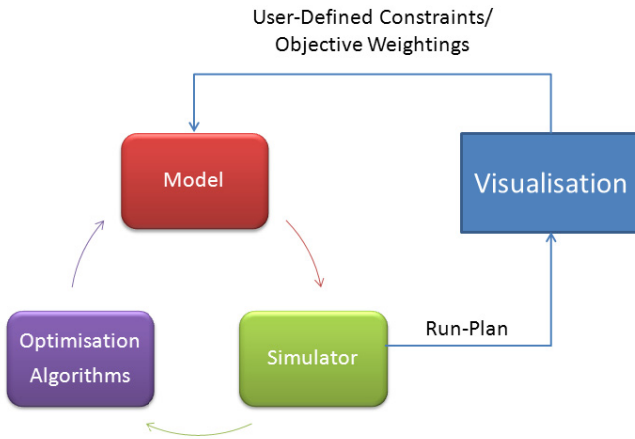 User-Defined Constraints/
Objective Weightings
Model
Visualisation
Optimisation
Algorithms
Simulator
Run-Plan